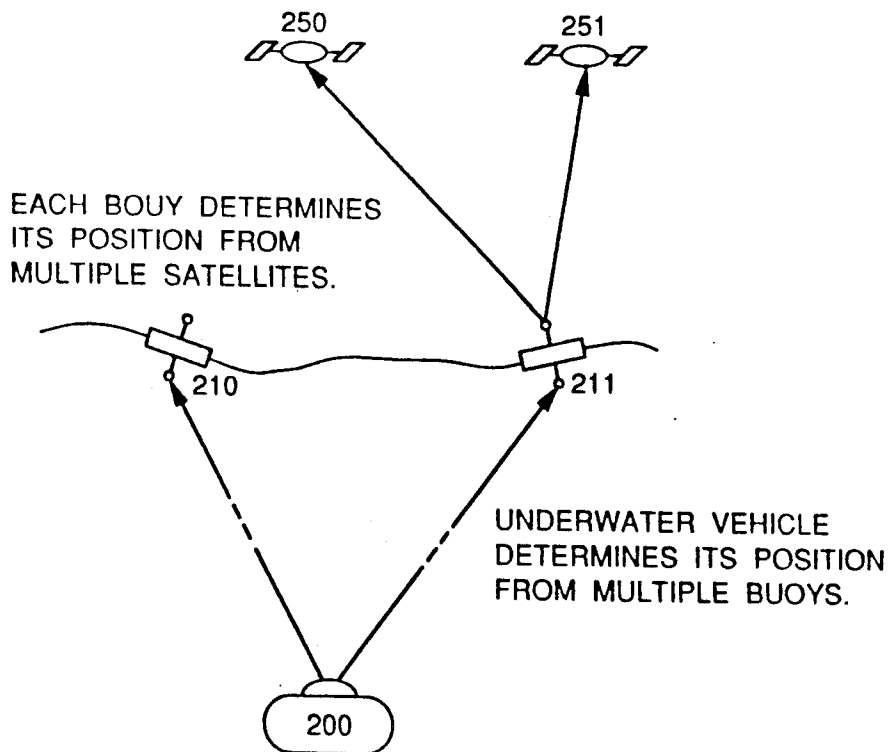 250
251
EACH BOUY DETERMINES
ITS POSITION FROM
MULTIPLE SATELLITES.
210
211
UNDERWATER VEHICLE
DETERMINES ITS POSITION
FROM MULTIPLE BUOYS.
200